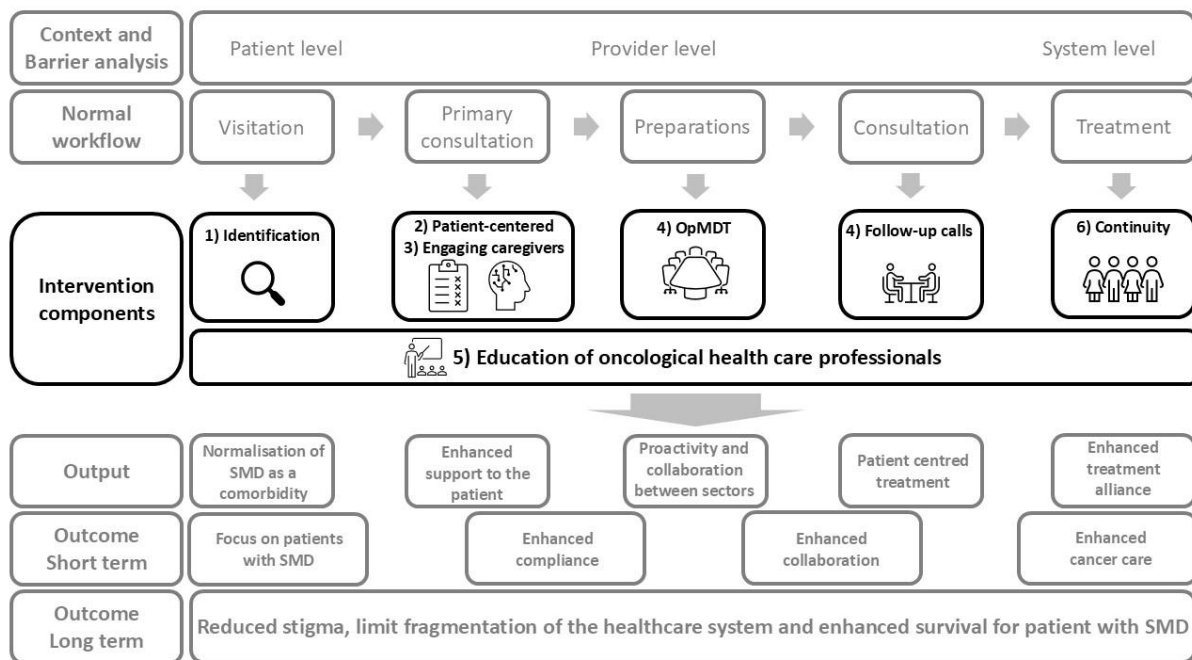 Context and
Barrier analysis
Patient level
Provider level
System level
Normal
workflow
Visitation
Primary
consultation
Preparations
Consultation
Treatment
Intervention
components
1) Identification
2) Patient-centered
3) Engaging caregivers
4) OpMDT
4) Follow-up calls
6) Continuity
5) Education of oncological health care professionals
Output
Normalisation of
SMD as a
comorbidity
Enhanced
support to the
patient
Proactivity and
collaboration
between sectors
Patient centred
treatment
Enhanced
treatment
alliance
Outcome
Short term
Focus on patients
with SMD
Enhanced
compliance
Enhanced
collaboration
Enhanced
cancer care
Outcome
Long term
Reduced stigma, limit fragmentation of the healthcare system and enhanced survival for patient with SMD